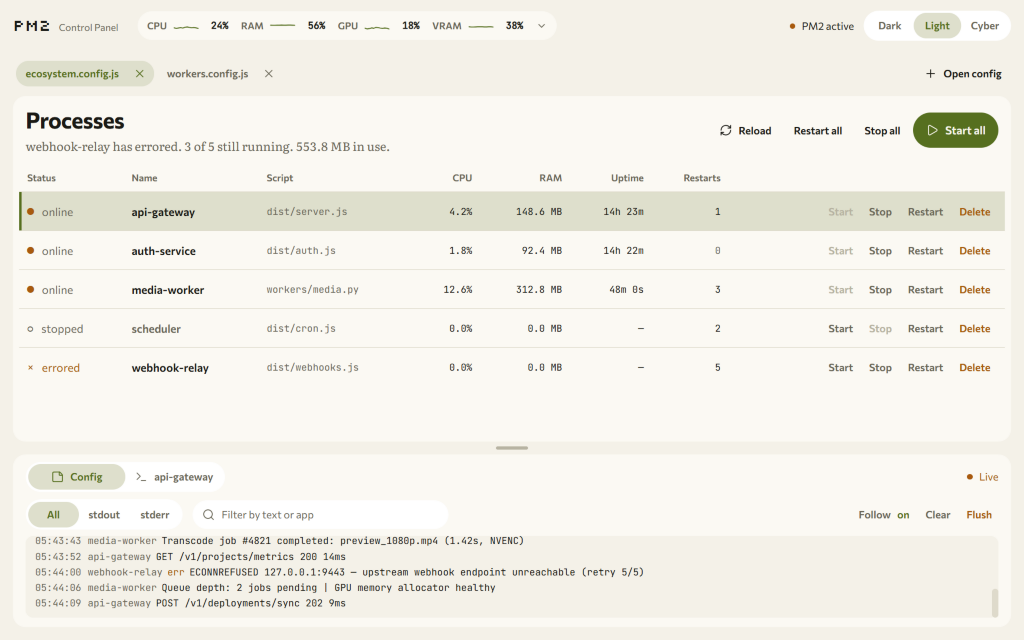 PM2 Control Panel CPU 24% RAM 56% GPU 18% VRAM 38% PM2 active Dark Light Cyber
ecosystem.config.js workers.config.js Open config
Processes
webhook-relay has errored. 3 of 5 still running. 553.8 MB in use.
Reload Restart all Stop all Start all
Status Name Script CPU RAM Uptime Restarts
online api-gateway dist/server.js 4.2% 148.6 MB 14h 23m 1 Start Stop Restart Delete
online auth-service dist/auth.js 1.8% 92.4 MB 14h 22m 0 Start Stop Restart Delete
online media-worker workers/media.py 12.6% 312.8 MB 48m 0s 3 Start Stop Restart Delete
stopped scheduler dist/cron.js 0.0% 0.0 MB — 2 Start Stop Restart Delete
errored webhook-relay dist/webhooks.js 0.0% 0.0 MB — 5 Start Stop Restart Delete
Config >_ api-gateway Live
All stdout stderr Filter by text or app Follow on Clear Flush
05:43:43 media-worker Transcode job #4821 completed: preview_1080p.mp4 (1.42s, NVENC)
05:43:52 api-gateway GET /v1/projects/metrics 200 14ms
05:44:00 webhook-relay err ECONNREFUSED 127.0.0.1:9443 — upstream webhook endpoint unreachable (retry 5/5)
05:44:06 media-worker Queue depth: 2 jobs pending | GPU memory allocator healthy
05:44:09 api-gateway POST /v1/deployments/sync 202 9ms